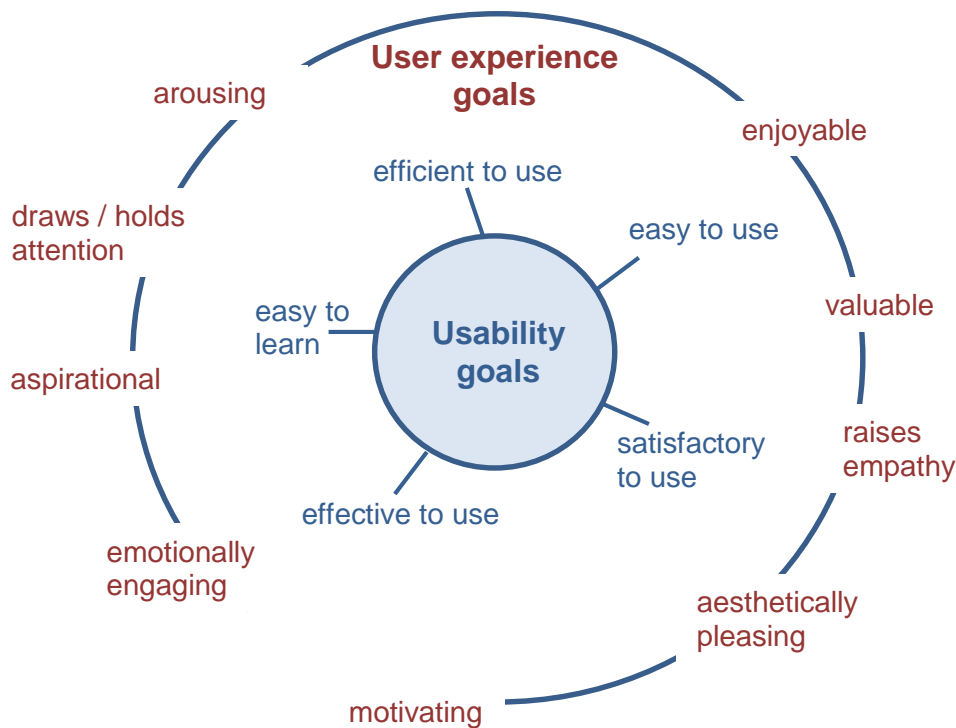 User experience
goals
arousing
enjoyable
efficient to use
draws / holds
attention
easy to use
easy to
learn
valuable
Usability
goals
aspirational
raises
empathy
satisfactory
to use
effective to use
emotionally
engaging
aesthetically
pleasing
motivating